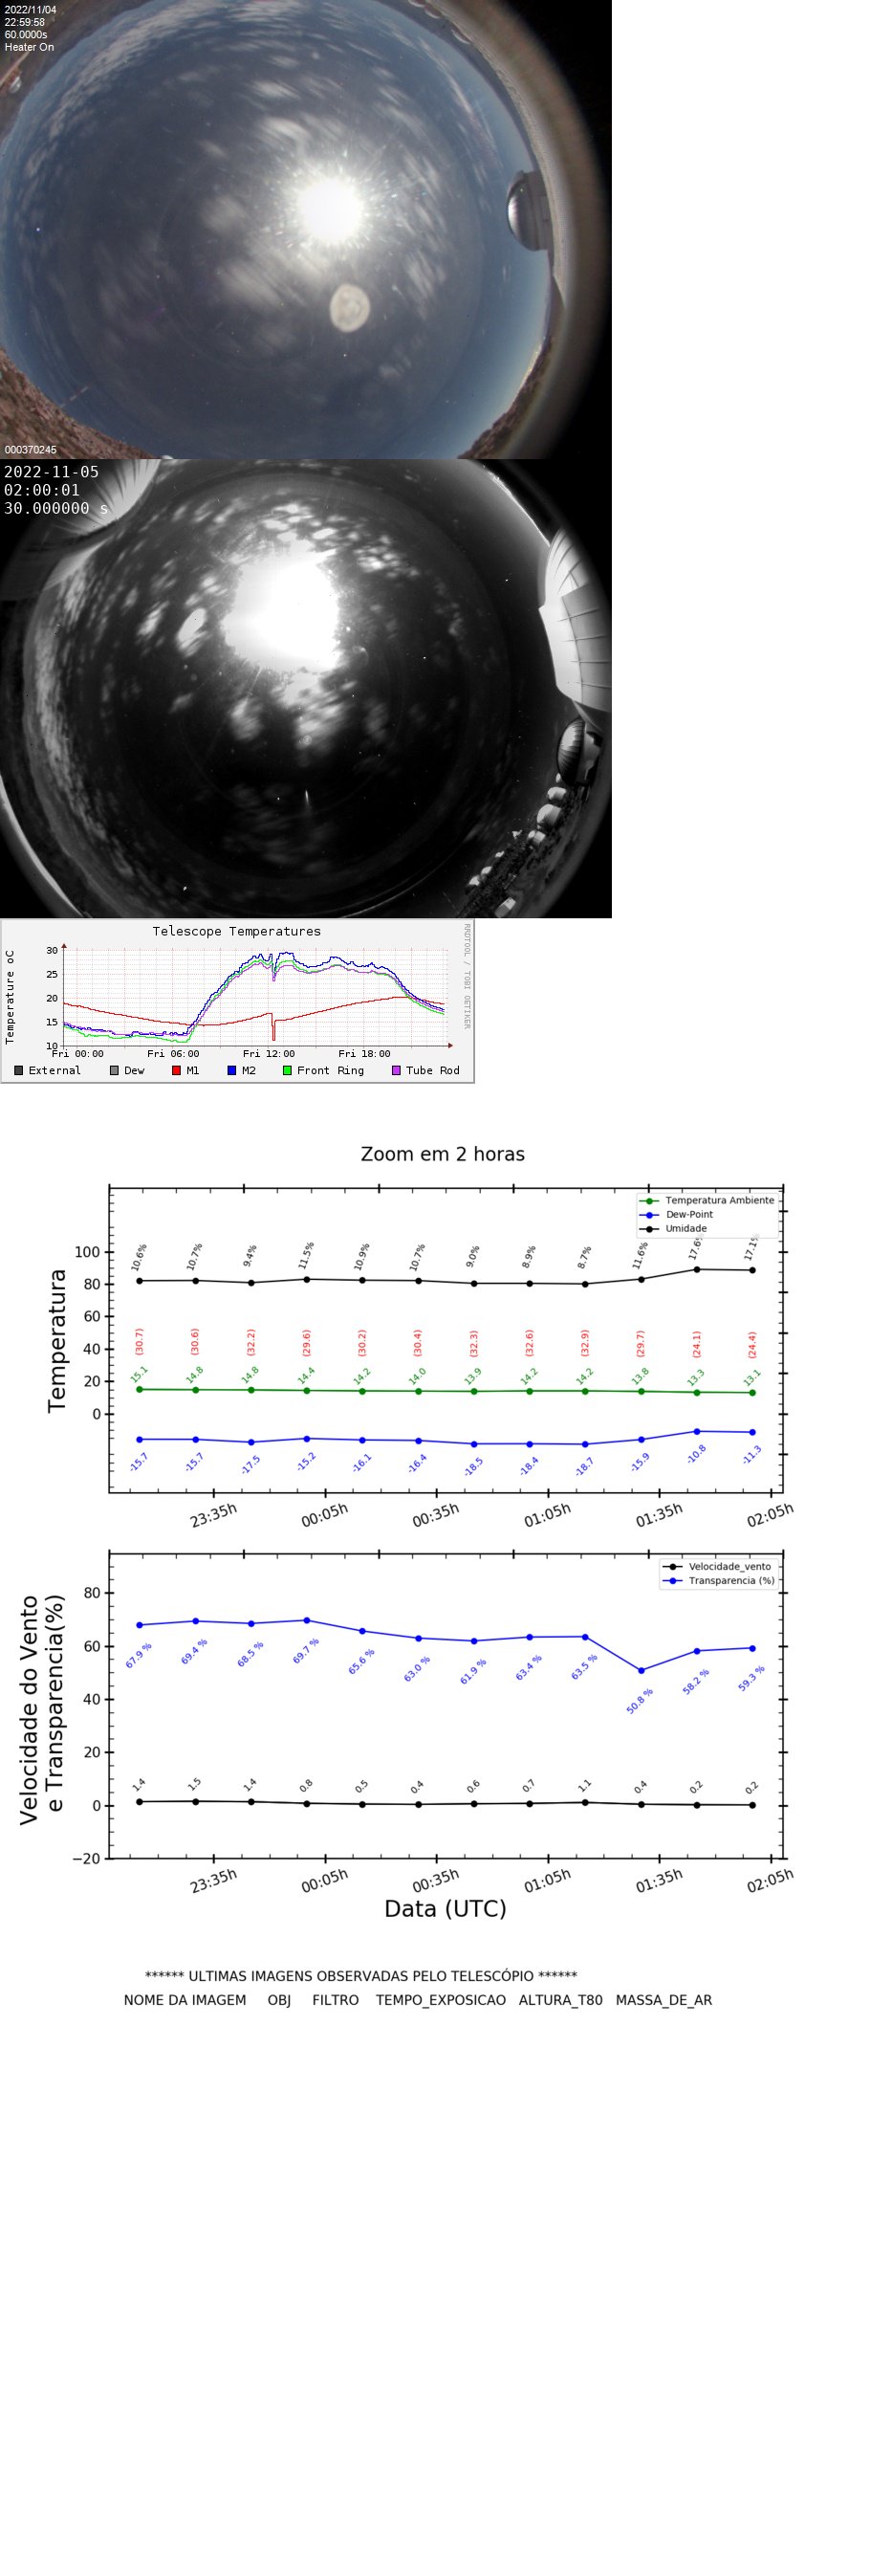 2022/11/04
22:59:58
60.0000s
Heater On
000370245
2022-11-05
02:00:01
30.000000 s
Telescope Temperatures
RRDTOOL / TOBI OETIKER
Temperature oC
30
25
20
15
10
Fri 00:00 Fri 06:00 Fri 12:00 Fri 18:00
External Dew M1 M2 Front Ring Tube Rod
Zoom em 2 horas
Temperatura Ambiente
Dew-Point
Umidade
Temperatura
100
80
60
40
20
0
10.6% 10.7% 9.4% 11.5% 10.9% 10.7% 9.0% 8.9% 8.7% 11.6% 17.6% 17.1%
(30.7) (30.6) (32.2) (29.6) (30.2) (30.4) (32.3) (32.6) (32.9) (29.7) (24.1) (24.4)
15.1 14.8 14.8 14.4 14.2 14.0 13.9 14.2 14.2 13.8 13.3 13.1
-15.7 -15.7 -17.5 -15.2 -16.1 -16.4 -18.5 -18.4 -18.7 -15.9 -10.8 -11.3
23:35h 00:05h 00:35h 01:05h 01:35h 02:05h
Velocidade_vento
Transparencia (%)
Velocidade do Vento
e Transparencia(%)
80
60
40
20
0
−20
67.9 % 69.4 % 68.5 % 69.7 % 65.6 % 63.0 % 61.9 % 63.4 % 63.5 % 50.8 % 58.2 % 59.3 %
1.4 1.5 1.4 0.8 0.5 0.4 0.6 0.7 1.1 0.4 0.2 0.2
23:35h 00:05h 00:35h 01:05h 01:35h 02:05h
Data (UTC)
****** ULTIMAS IMAGENS OBSERVADAS PELO TELESCÓPIO ******
NOME DA IMAGEM OBJ FILTRO TEMPO_EXPOSICAO ALTURA_T80 MASSA_DE_AR